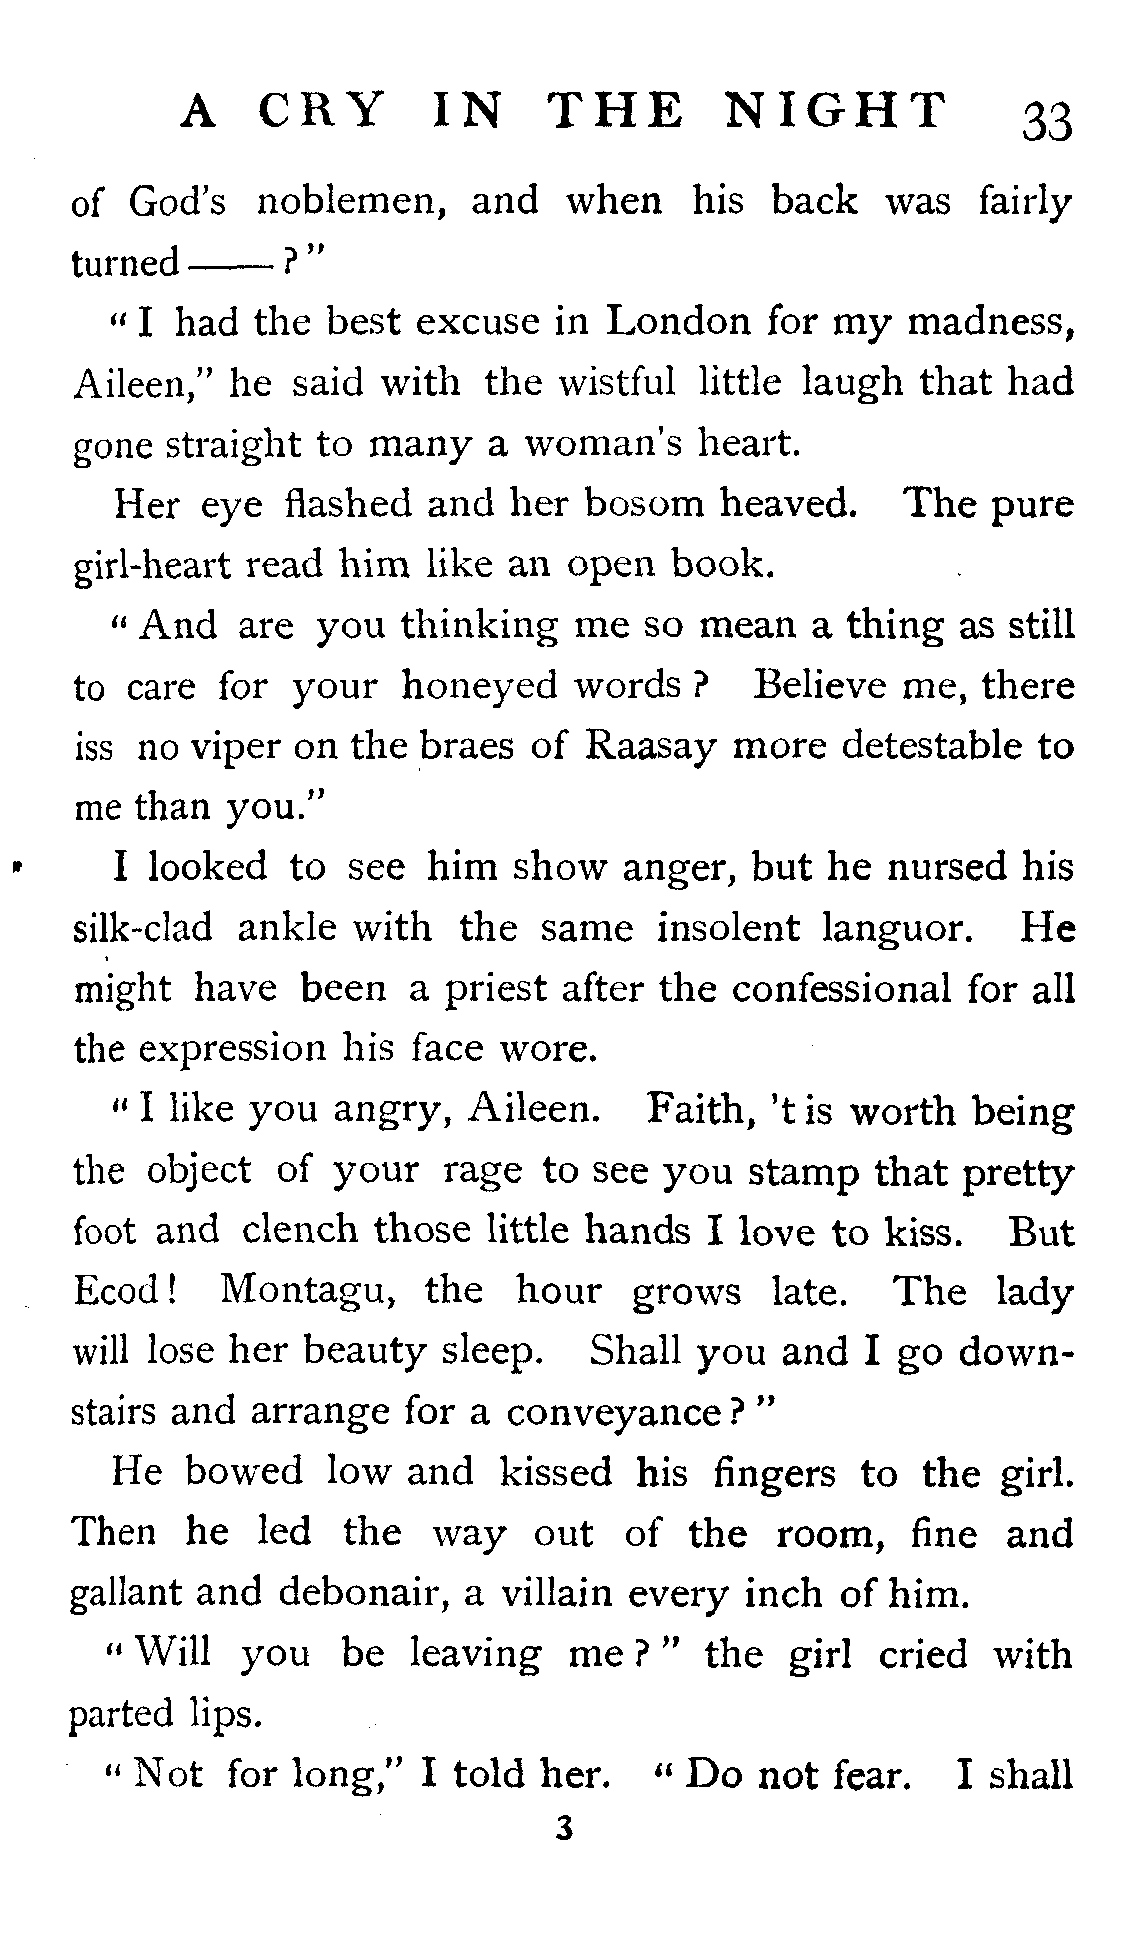 A CRY IN THE NIGHT 33
of God's noblemen, and when his back was fairly
turned——?"
"I had the best excuse in London for my madness,
Aileen," he said with the wistful little laugh that had
gone straight to many a woman's heart.
Her eye flashed and her bosom heaved. The pure
girl-heart read him like an open book.
"And are you thinking me so mean a thing as still
to care for your honeyed words? Believe me, there
iss no viper on the braes of Raasay more detestable to
me than you."
I looked to see him show anger, but he nursed his
silk-clad ankle with the same insolent languor. He
might have been a priest after the confessional for all
the expression his face wore.
"I like you angry, Aileen. Faith, 't is worth being
the object of your rage to see you stamp that pretty
foot and clench those little hands I love to kiss. But
Ecod! Montagu, the hour grows late. The lady
will lose her beauty sleep. Shall you and I go down-
stairs and arrange for a conveyance?"
He bowed low and kissed his fingers to the girl.
Then he led the way out of the room, fine and
gallant and debonair, a villain every inch of him.
"Will you be leaving me?" the girl cried with
parted lips.
"Not for long," I told her. "Do not fear. I shall
3